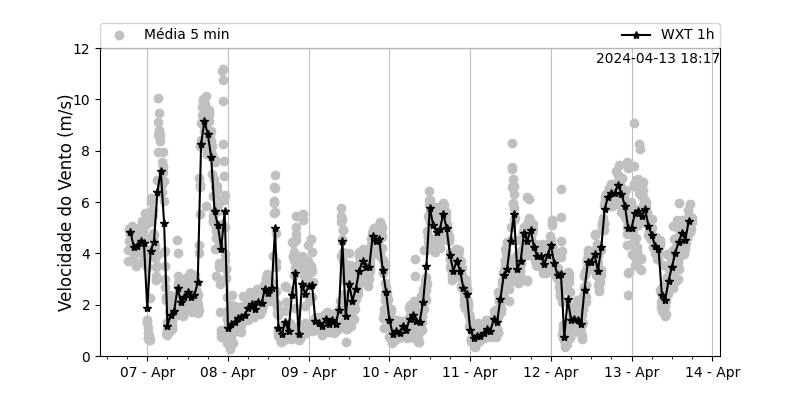 Média 5 min WXT 1h
2024-04-13 18:17
Velocidade do Vento (m/s)
12
10
8
6
4
2
0
07 - Apr 08 - Apr 09 - Apr 10 - Apr 11 - Apr 12 - Apr 13 - Apr 14 - Apr